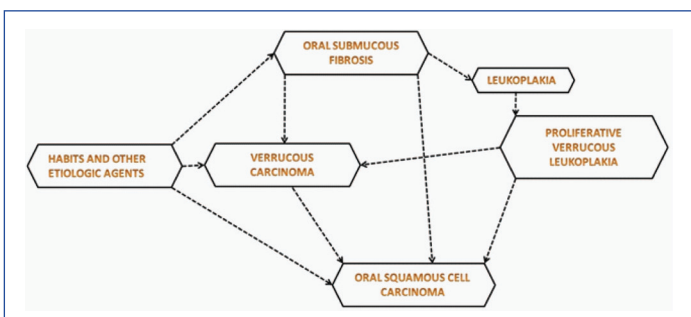 ORAL SUBMUCOUS
FIBROSIS
LEUKOPLAKIA
PROLIFERATIVE
VERRUCOUS
LEUKOPLAKIA
HABITS AND OTHER
ETIOLOGIC AGENTS
VERRUCOUS
CARCINOMA
ORAL SQUAMOUS CELL
CARCINOMA